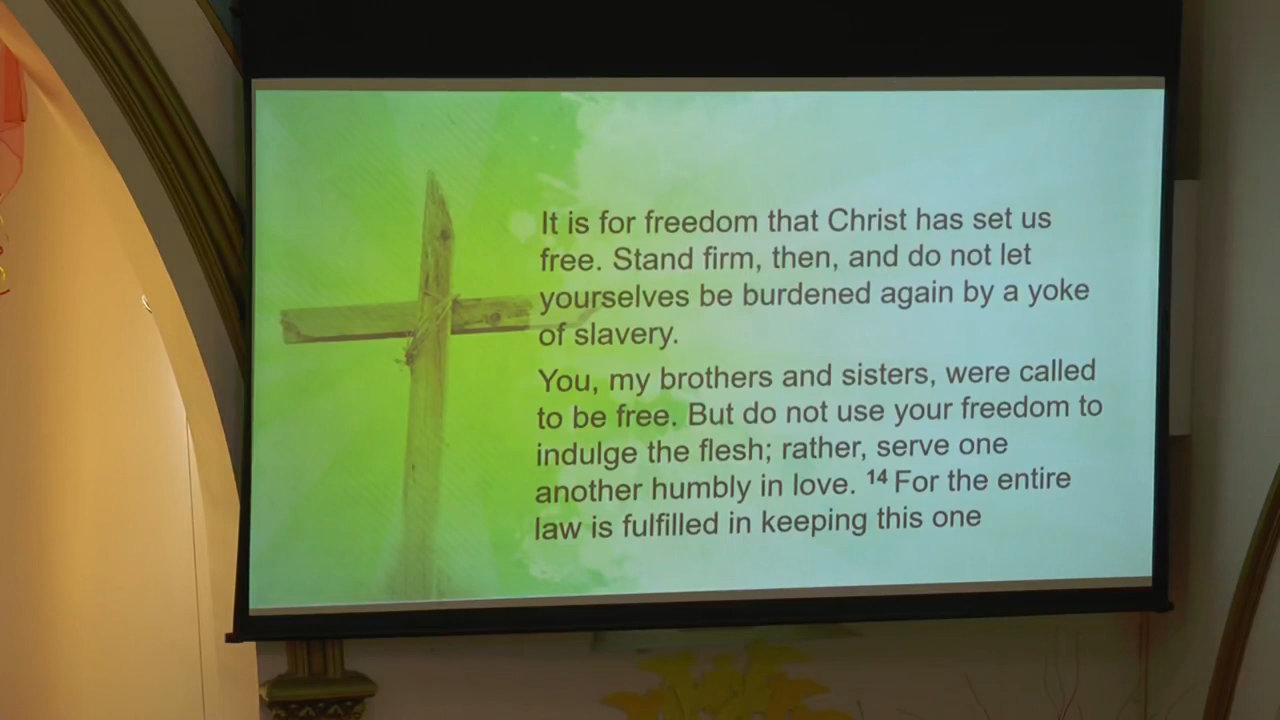 It is for freedom that Christ has set us
free. Stand firm, then, and do not let
yourselves be burdened again by a yoke
of slavery.
You, my brothers and sisters, were called
to be free. But do not use your freedom to
indulge the flesh; rather, serve one
another humbly in love. ¹⁴ For the entire
law is fulfilled in keeping this one